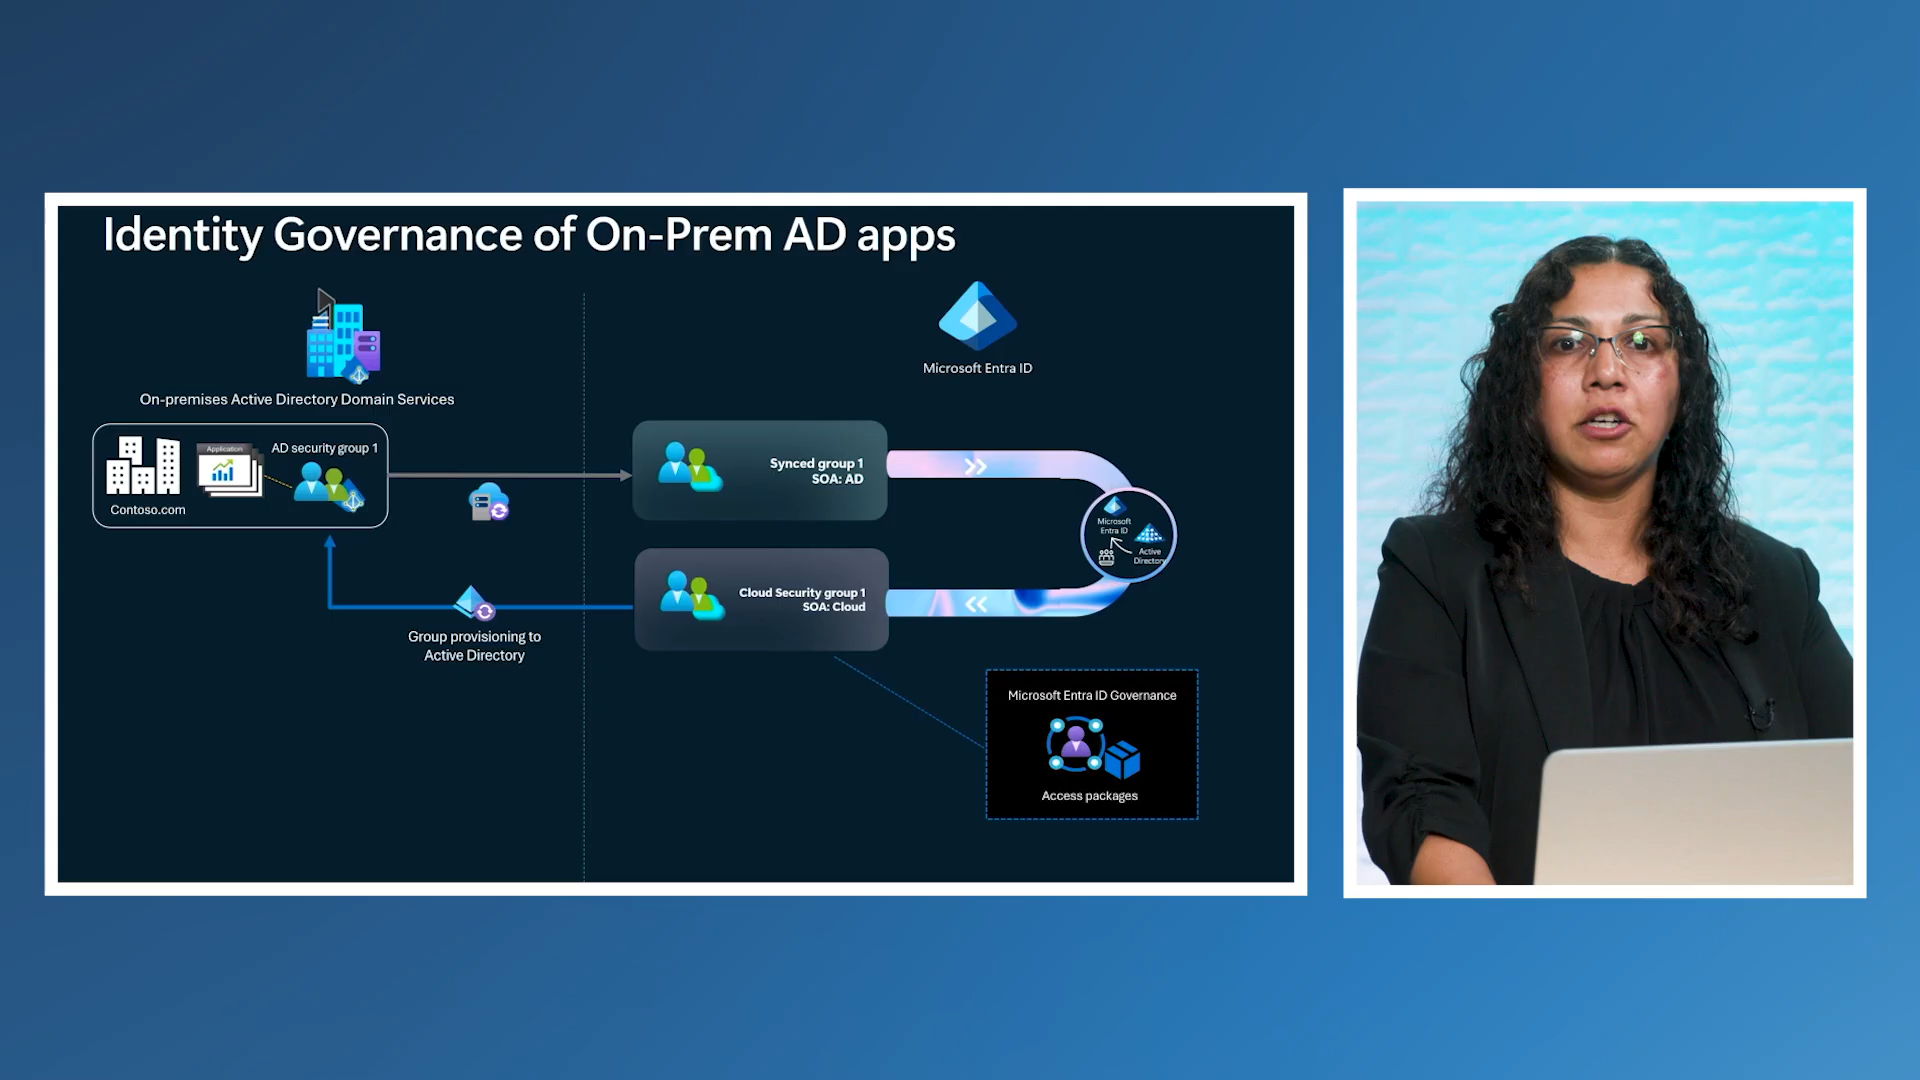 Identity Governance of On-Prem AD apps
Microsoft Entra ID
On-premises Active Directory Domain Services
Application
AD security group 1
Contoso.com
Synced group 1
SOA: AD
Microsoft
Entra ID
Active
Directory
Cloud Security group 1
SOA: Cloud
Group provisioning to
Active Directory
Microsoft Entra ID Governance
Access packages